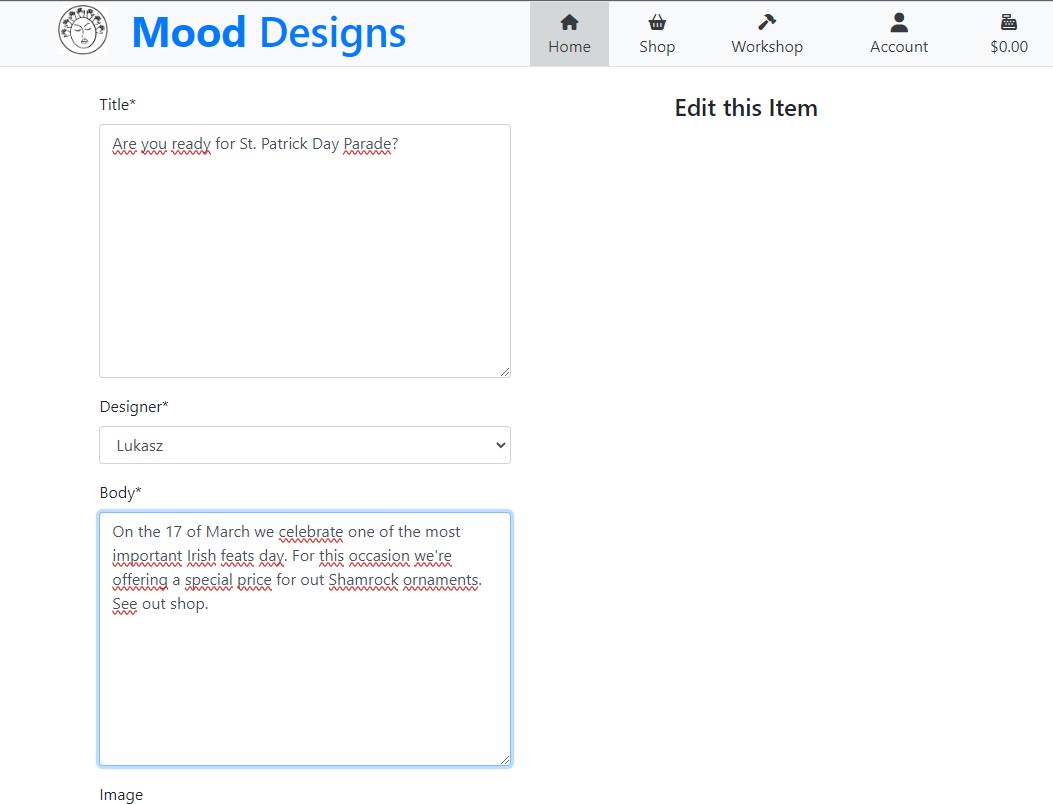 Mood Designs
Home
Shop
Workshop
Account
$0.00
Title*
Are you ready for St. Patrick Day Parade?
Edit this Item
Designer*
Lukasz
Body*
On the 17 of March we celebrate one of the most
important Irish feats day. For this occasion we're
offering a special price for out Shamrock ornaments.
See out shop.
Image